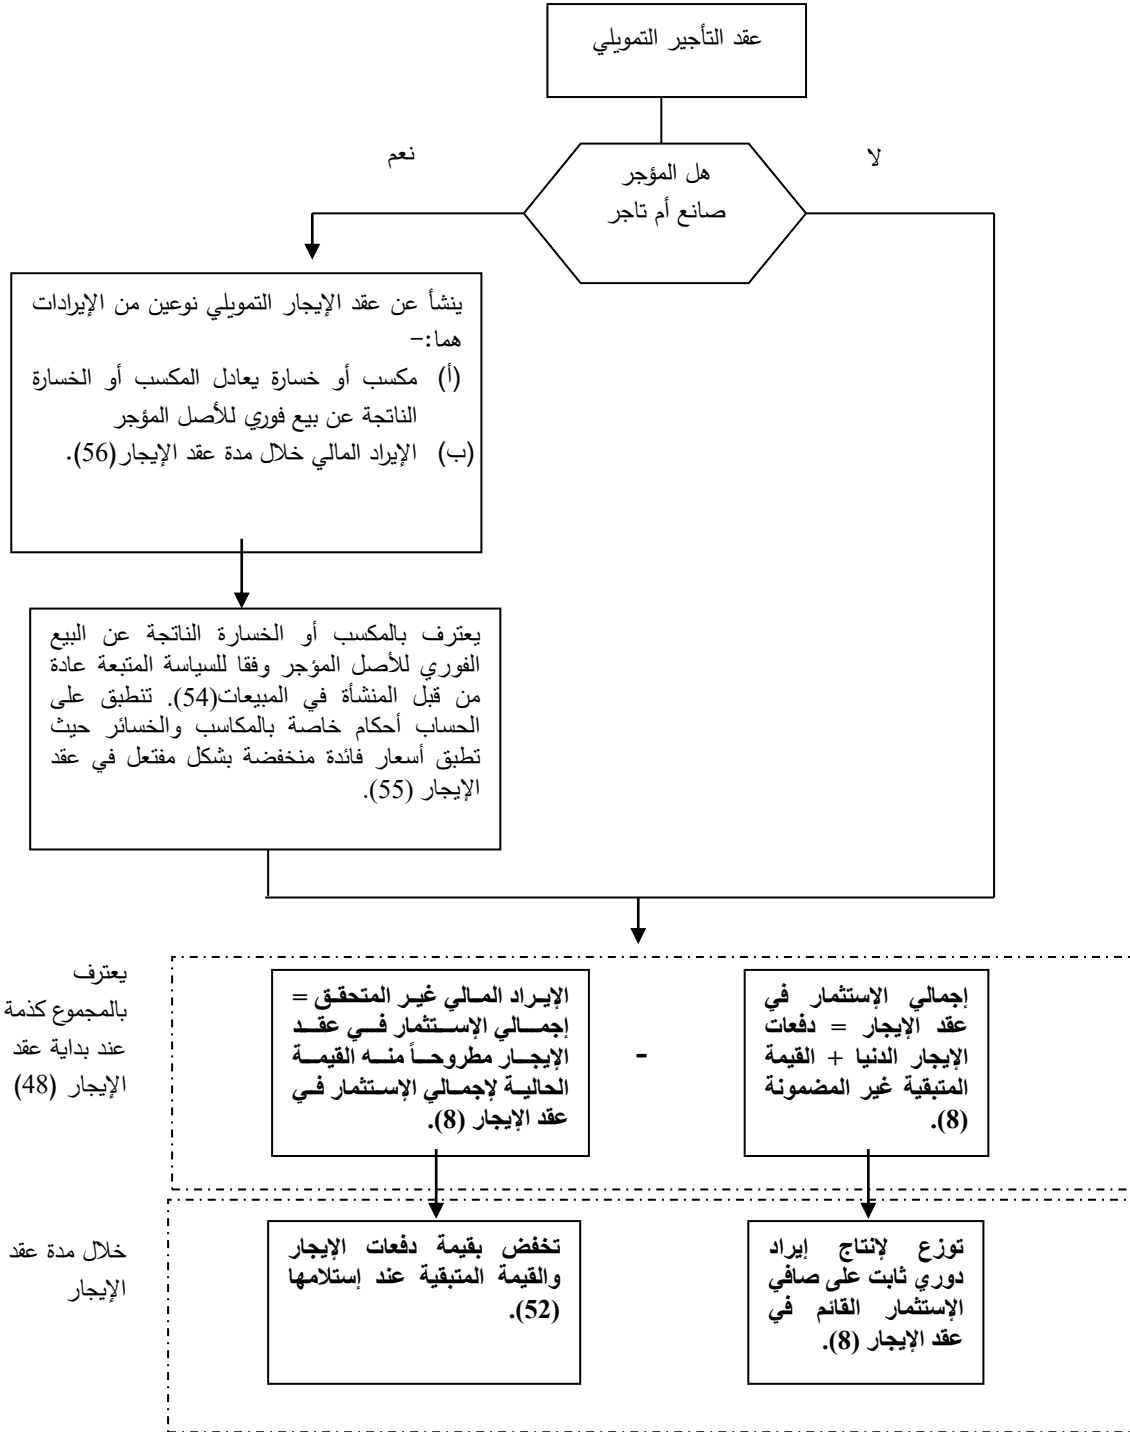 عقد التأجير التمويلي
هل المؤجر
صانع أم تاجر
لا
نعم
ينشأ عن عقد الإيجار التمويلي نوعين من الإيرادات
هما:-
(أ) مكسب أو خسارة يعادل المكسب أو الخسارة
الناتجة عن بيع فوري للأصل المؤجر
(ب) الإيراد المالي خلال مدة عقد الإيجار(56).
يعترف بالمكسب أو الخسارة الناتجة عن البيع
الفوري للأصل المؤجر وفقا للسياسة المتبعة عادة
من قبل المنشأة في المبيعات(54). تنطبق على
الحساب أحكام خاصة بالمكاسب والخسائر حيث
تطبق أسعار فائدة منخفضة بشكل مفتعل في عقد
الإيجار (55).
إجمالي الإستثمار في
عقد الإيجار = دفعات
الإيجار الدنيا + القيمة
المتبقية غير المضمونة
(8).
-
الإيراد المالي غير المتحقق =
إجمالي الإستثمار في عقد
الإيجار مطروحاً منه القيمة
الحالية لإجمالي الإستثمار في
عقد الإيجار (8).
يعترف
بالمجموع كذمة
عند بداية عقد
الإيجار (48)
توزع لإنتاج إيراد
دوري ثابت على صافي
الإستثمار القائم في
عقد الإيجار (8).
تخفض بقيمة دفعات الإيجار
والقيمة المتبقية عند إستلامها
(52).
خلال مدة عقد
الإيجار